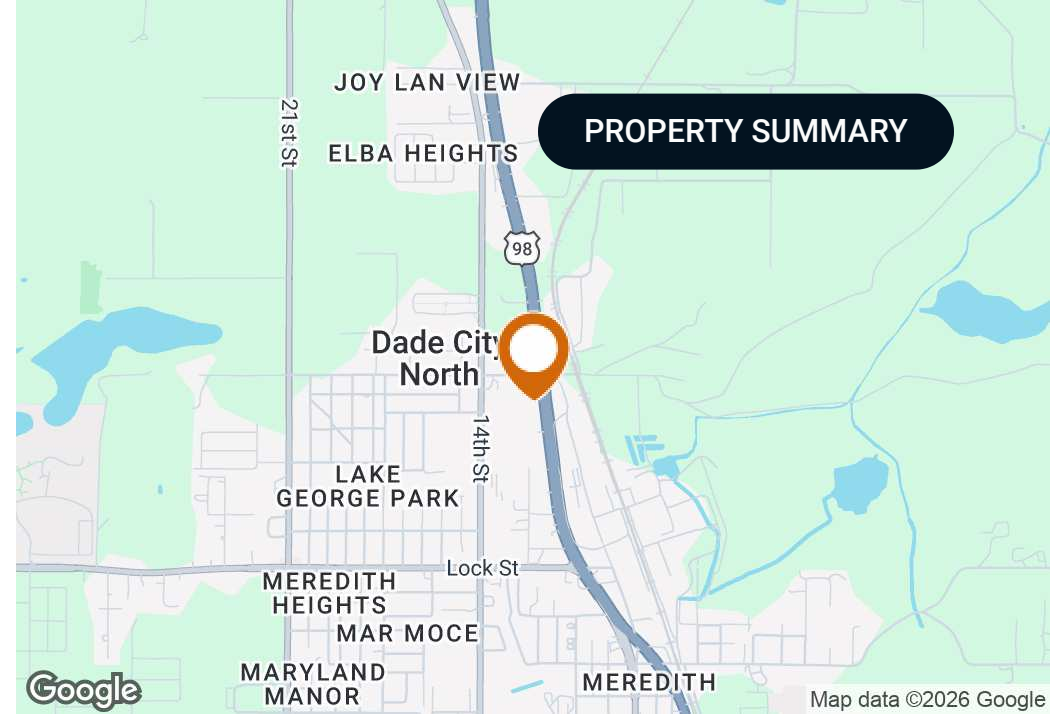 JOY LAN VIEW
PROPERTY SUMMARY
21st St
ELBA HEIGHTS
98
Dade City
North
14th St
LAKE
GEORGE PARK
Lock St
MEREDITH
HEIGHTS
MAR MOCE
MARYLAND
MANOR
MEREDITH
Google
Map data ©2026 Google